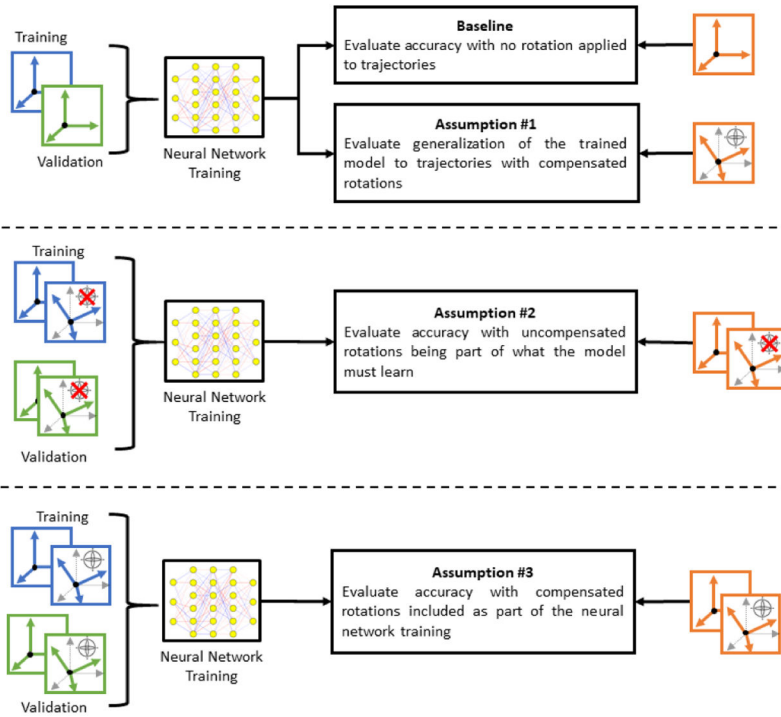 Training
Validation
Neural Network
Training
Baseline
Evaluate accuracy with no rotation applied
to trajectories
Assumption #1
Evaluate generalization of the trained
model to trajectories with compensated
rotations
Training
Validation
Neural Network
Training
Assumption #2
Evaluate accuracy with uncompensated
rotations being part of what the model
must learn
Training
Validation
Neural Network
Training
Assumption #3
Evaluate accuracy with compensated
rotations included as part of the neural
network training